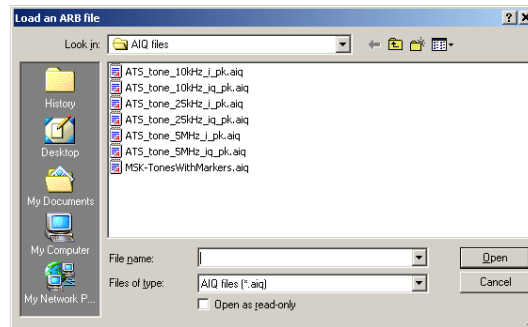 Load an ARB file
Look in: AIQ files
History
Desktop
My Documents
My Computer
My Network P...
ATS_tone_10kHz_i_pk.aiq
ATS_tone_10kHz_iq_pk.aiq
ATS_tone_25kHz_i_pk.aiq
ATS_tone_25kHz_iq_pk.aiq
ATS_tone_5MHz_i_pk.aiq
ATS_tone_5MHz_iq_pk.aiq
MSK-TonesWithMarkers.aiq
File name: Open
Files of type: AIQ files (*.aiq) Cancel
Open as read-only